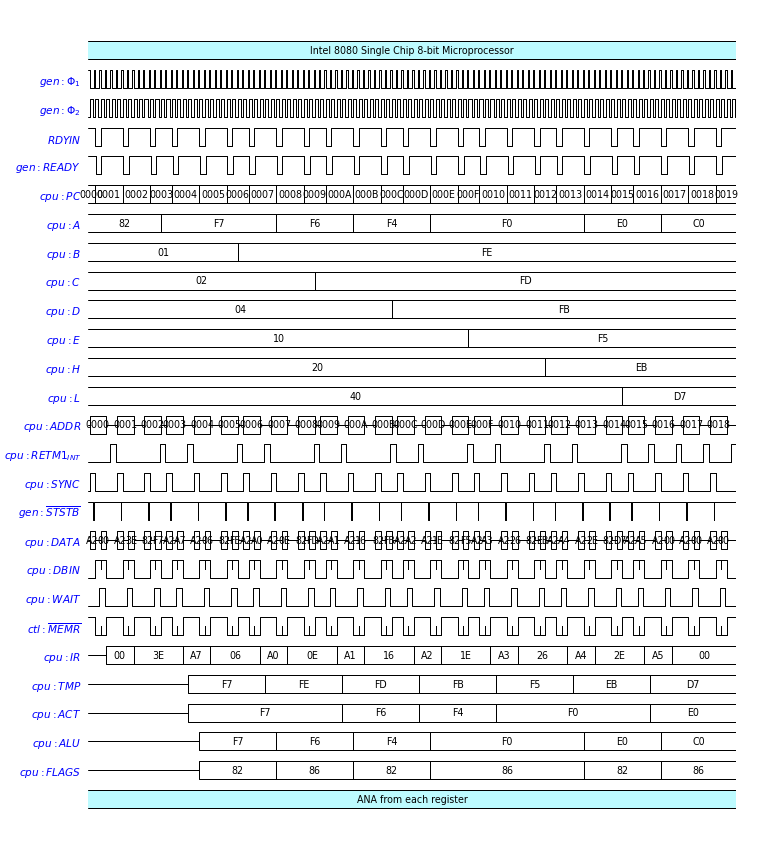 Intel 8080 Single Chip 8-bit Microprocessor
gen : Φ1
gen : Φ2
RDYIN
gen : READY
cpu : PC 0000 0001 0002 0003 0004 0005 0006 0007 0008 0009 000A 000B 000C 000D 000E 000F 0010 0011 0012 0013 0014 0015 0016 0017 0018 0019
cpu : A 82 F7 F6 F4 F0 E0 C0
cpu : B 01 FE
cpu : C 02 FD
cpu : D 04 FB
cpu : E 10 F5
cpu : H 20 EB
cpu : L 40 D7
cpu : ADDR 0000 0001 0002 0003 0004 0005 0006 0007 0008 0009 000A 000B 000C 000D 000E 000F 0010 0011 0012 0013 0014 0015 0016 0017 0018
cpu : RETM1INT
cpu : SYNC
gen : STSTB
cpu : DATA
cpu : DBIN
cpu : WAIT
ctl : MEMR
cpu : IR 00 3E A7 06 A0 0E A1 16 A2 1E A3 26 A4 2E A5 00
cpu : TMP F7 FE FD FB F5 EB D7
cpu : ACT F7 F6 F4 F0 E0
cpu : ALU F7 F6 F4 F0 E0 C0
cpu : FLAGS 82 86 82 86 82 86
ANA from each register